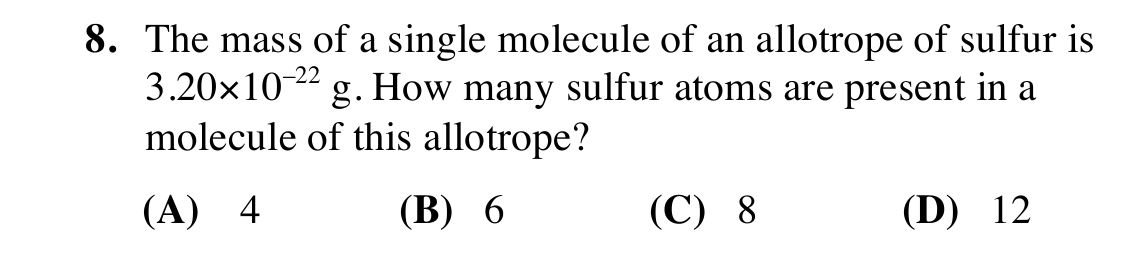 8. The mass of a single molecule of an allotrope of sulfur is
3.20×10⁻²² g. How many sulfur atoms are present in a
molecule of this allotrope?
(A) 4 (B) 6 (C) 8 (D) 12